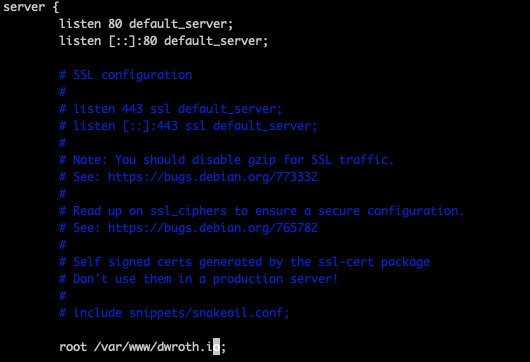 server {
listen 80 default_server;
listen [::]:80 default_server;
# SSL configuration
#
# listen 443 ssl default_server;
# listen [::]:443 ssl default_server;
#
# Note: You should disable gzip for SSL traffic.
# See: https://bugs.debian.org/773332
#
# Read up on ssl_ciphers to ensure a secure configuration.
# See: https://bugs.debian.org/765782
#
# Self signed certs generated by the ssl-cert package
# Don't use them in a production server!
#
# include snippets/snakeoil.conf;
root /var/www/dwroth.io;